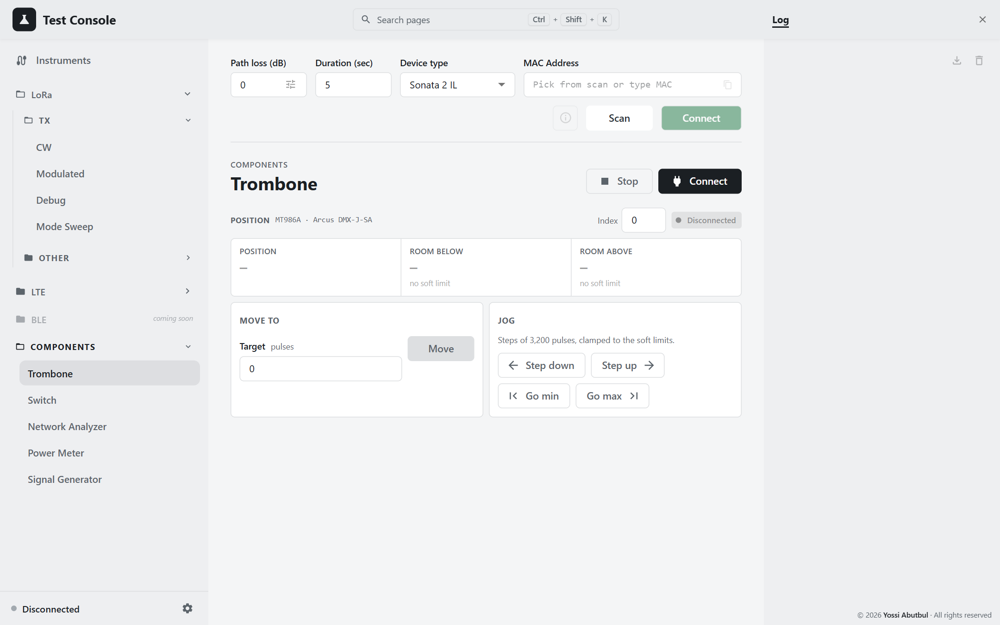 Test Console
Search pages
Ctrl + Shift + K
Log
Instruments
LoRa
TX
CW
Modulated
Debug
Mode Sweep
OTHER
LTE
BLE
coming soon
COMPONENTS
Trombone
Switch
Network Analyzer
Power Meter
Signal Generator
Disconnected
Path loss (dB)
0
Duration (sec)
5
Device type
Sonata 2 IL
MAC Address
Pick from scan or type MAC
Scan
Connect
COMPONENTS
Trombone
Stop
Connect
POSITION MT986A · Arcus DMX-J-SA
Index 0
Disconnected
POSITION
—
ROOM BELOW
—
no soft limit
ROOM ABOVE
—
no soft limit
MOVE TO
Target pulses
0
Move
JOG
Steps of 3,200 pulses, clamped to the soft limits.
Step down
Step up
Go min
Go max
© 2026 Yossi Abutbul · All rights reserved